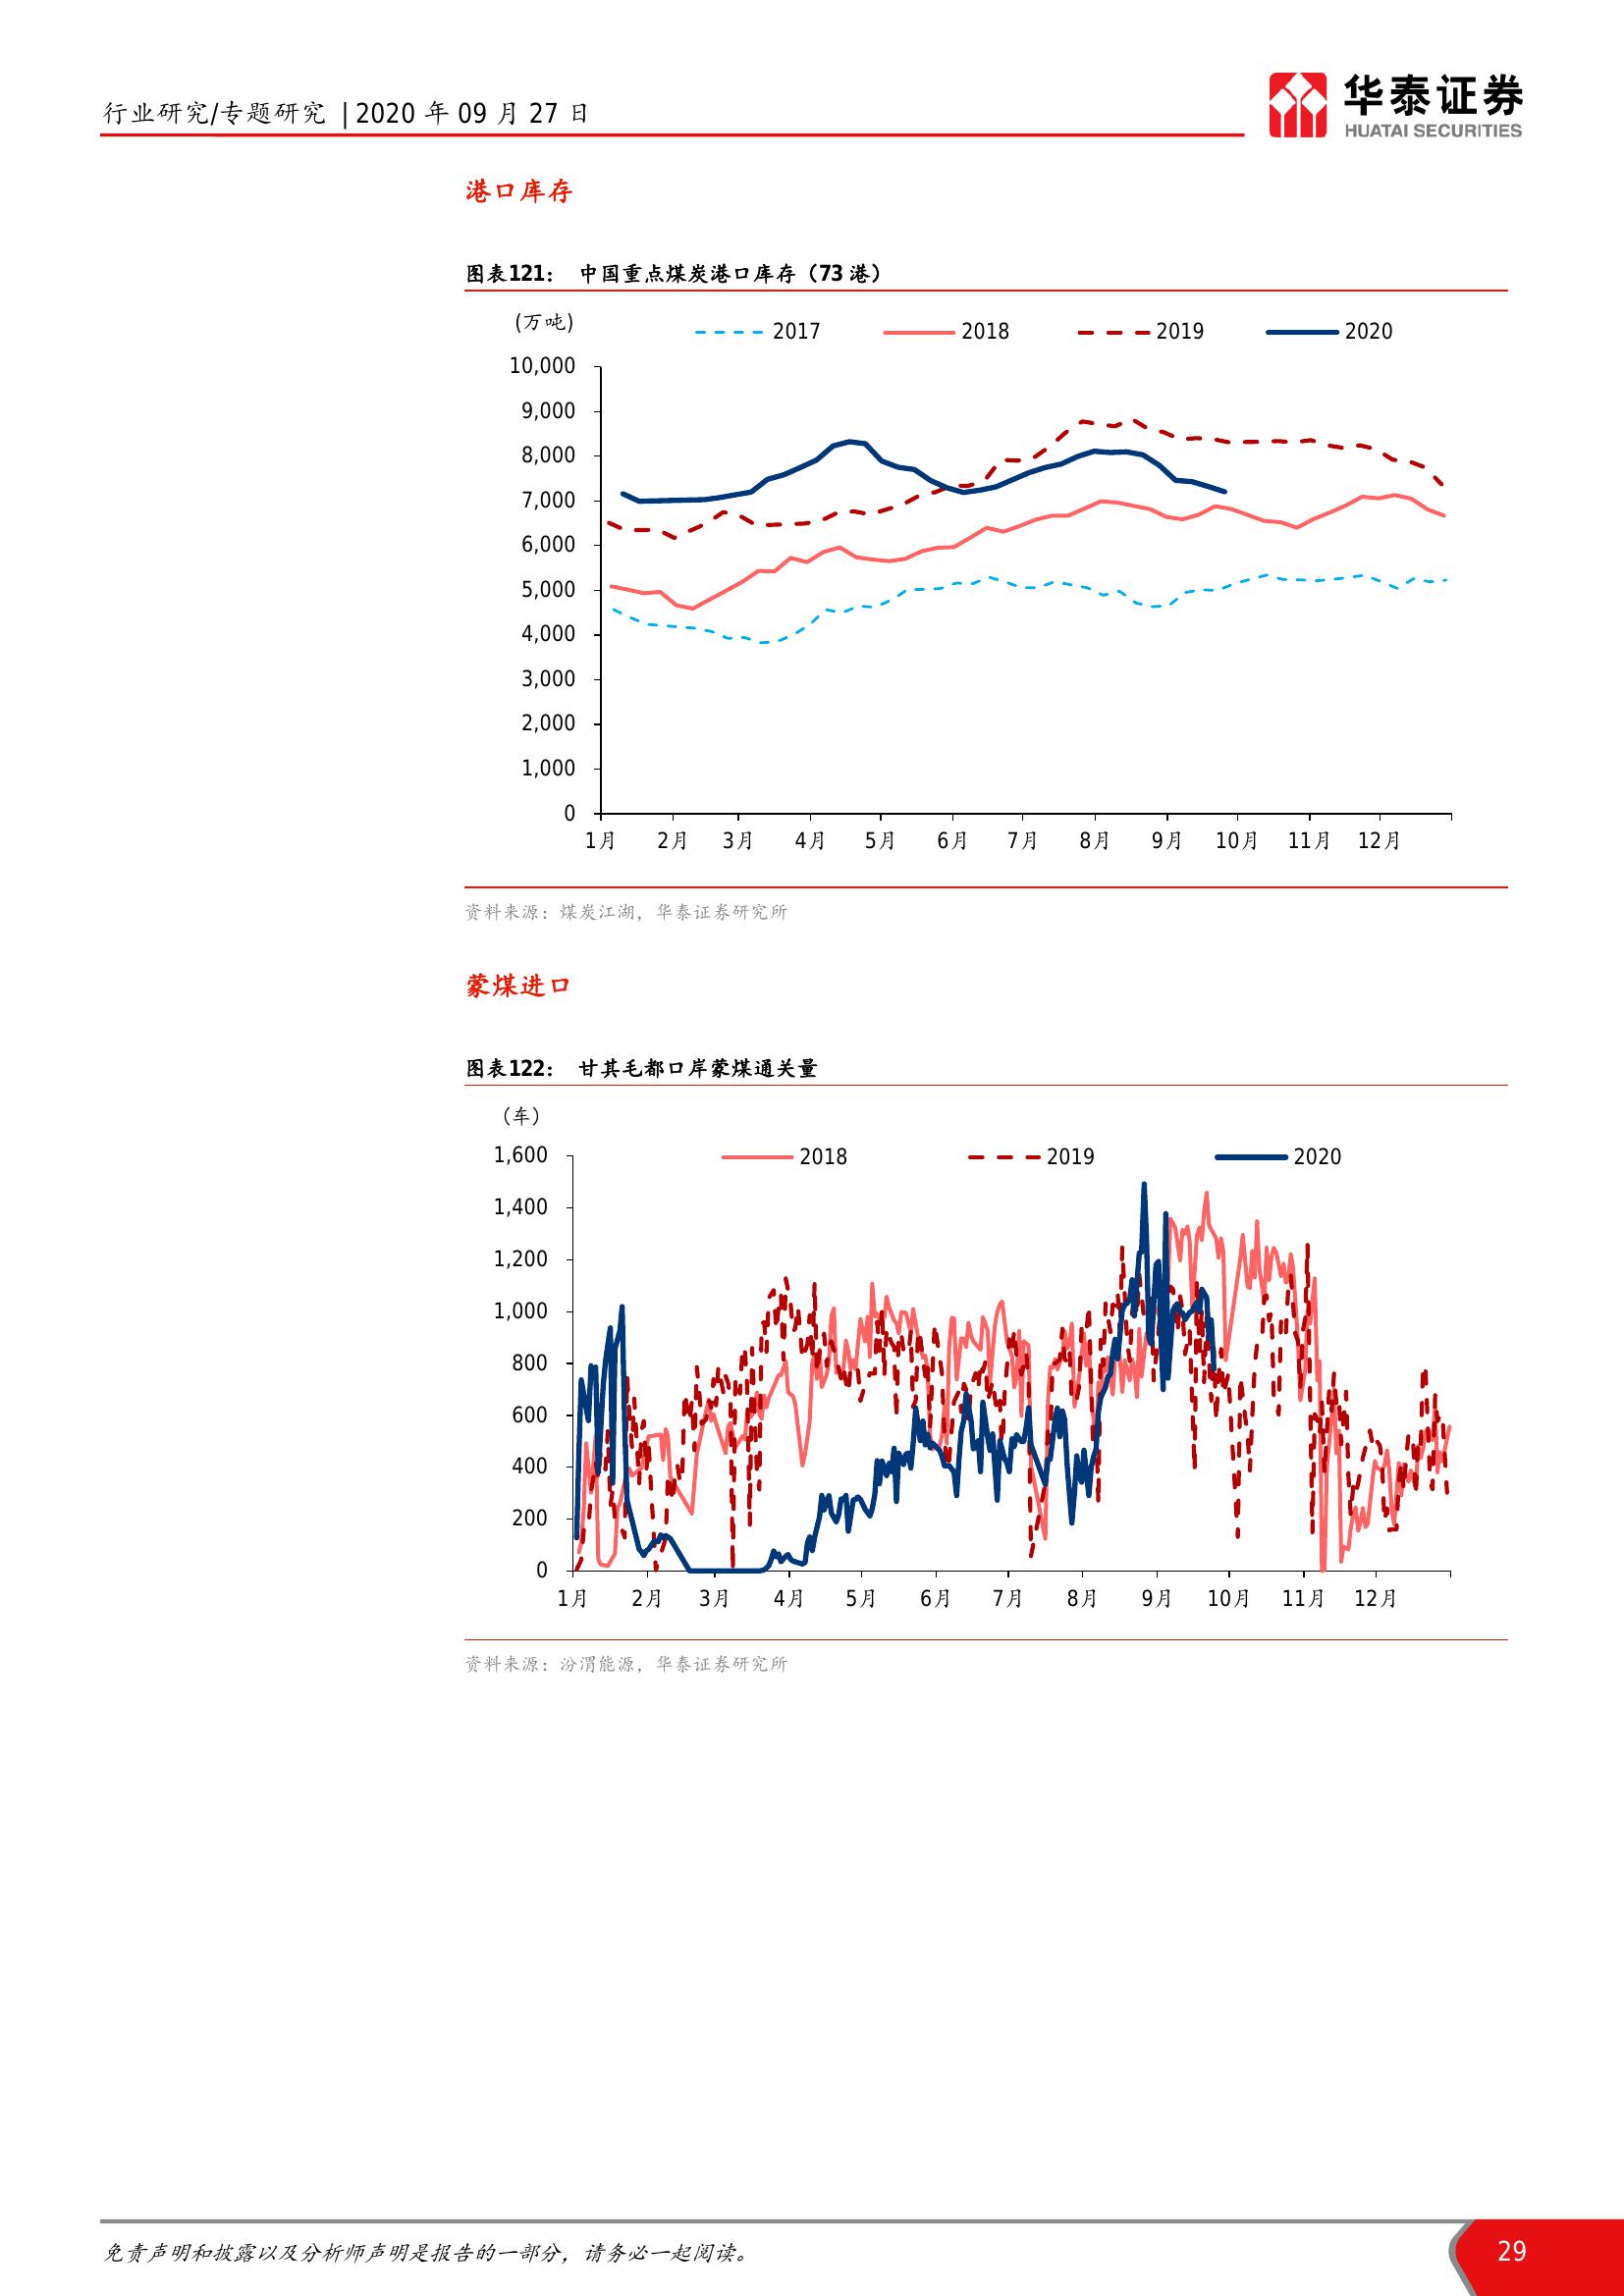 行业研究/专题研究 | 2020 年 09 月 27 日
华泰证券
HUATAI SECURITIES
港口库存
图表121： 中国重点煤炭港口库存（73 港）
(万吨)
2017 2018 2019 2020
10,000
9,000
8,000
7,000
6,000
5,000
4,000
3,000
2,000
1,000
0
1月 2月 3月 4月 5月 6月 7月 8月 9月 10月 11月 12月
资料来源：煤炭江湖，华泰证券研究所
蒙煤进口
图表122： 甘其毛都口岸蒙煤通关量
（车）
2018 2019 2020
1,600
1,400
1,200
1,000
800
600
400
200
0
1月 2月 3月 4月 5月 6月 7月 8月 9月 10月 11月 12月
资料来源：汾渭能源，华泰证券研究所
免责声明和披露以及分析师声明是报告的一部分，请务必一起阅读。
29